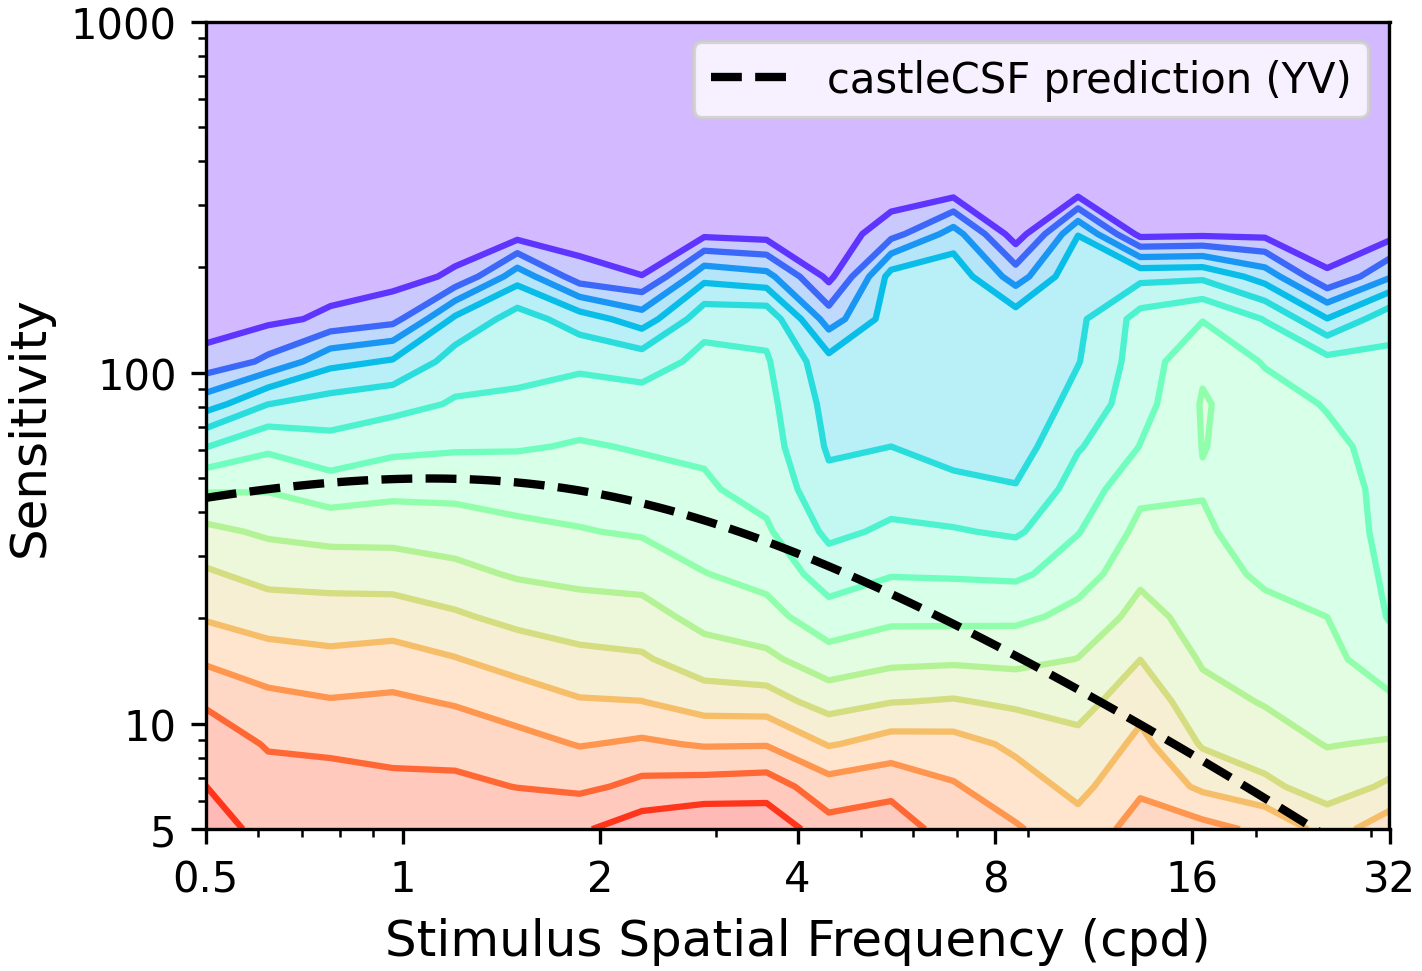 1000
100
10
5
Sensitivity
castleCSF prediction (YV)
0.5 1 2 4 8 16 32
Stimulus Spatial Frequency (cpd)